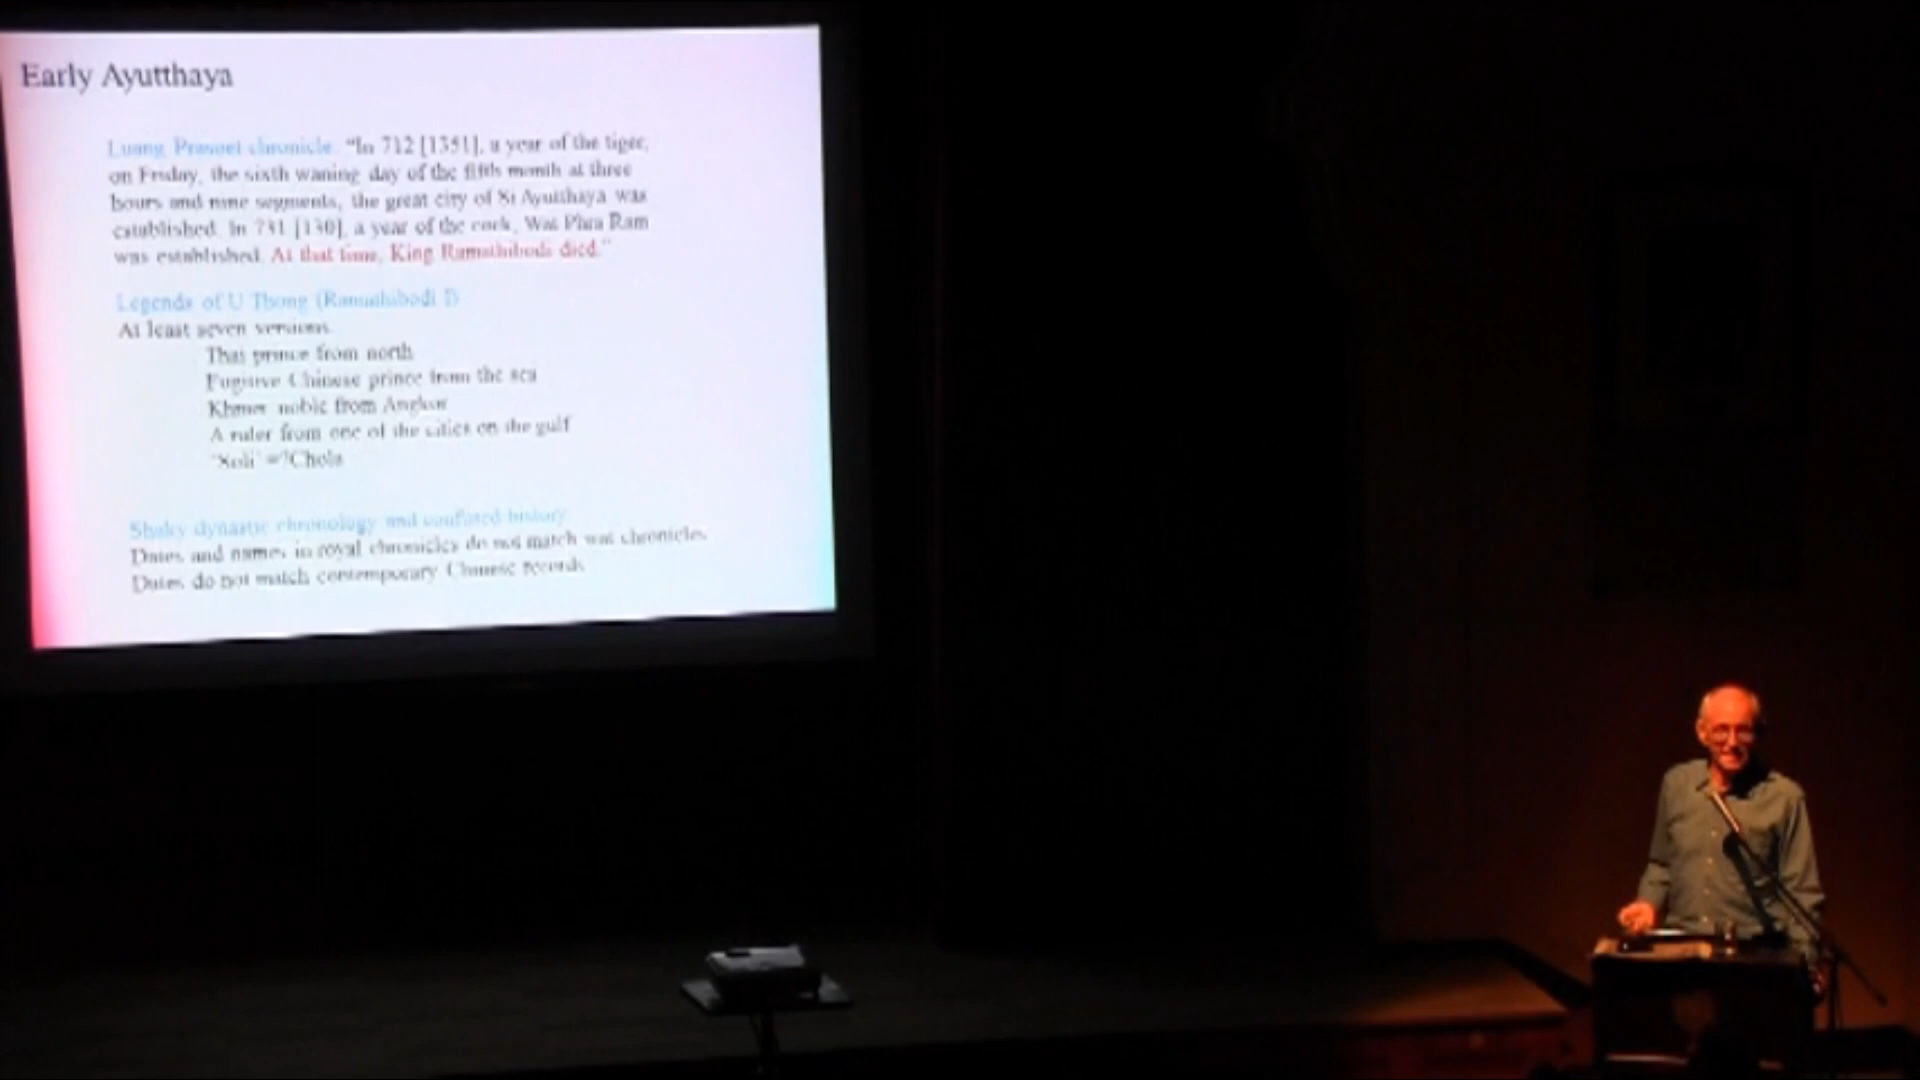 Early Ayutthaya
Luang Prasoet chronicle. "In 712 [1351], a year of the tiger,
on Friday, the sixth waning day of the fifth month at three
hours and nine segments, the great city of Si Ayutthaya was
established. In 731 [130], a year of the cock, Wat Phra Ram
was established. At that time, King Ramathibodi died."
Legends of U Thong (Ramathibodi I)
At least seven versions
Thai prince from north
Fugitive Chinese prince from the sea
Khmer noble from Angkor
A ruler from one of the cities on the gulf
'Soli' =?Chola
Shaky dynastic chronology and confused history
Dates and names in royal chronicles do not match wat chronicles
Dates do not match contemporary Chinese records